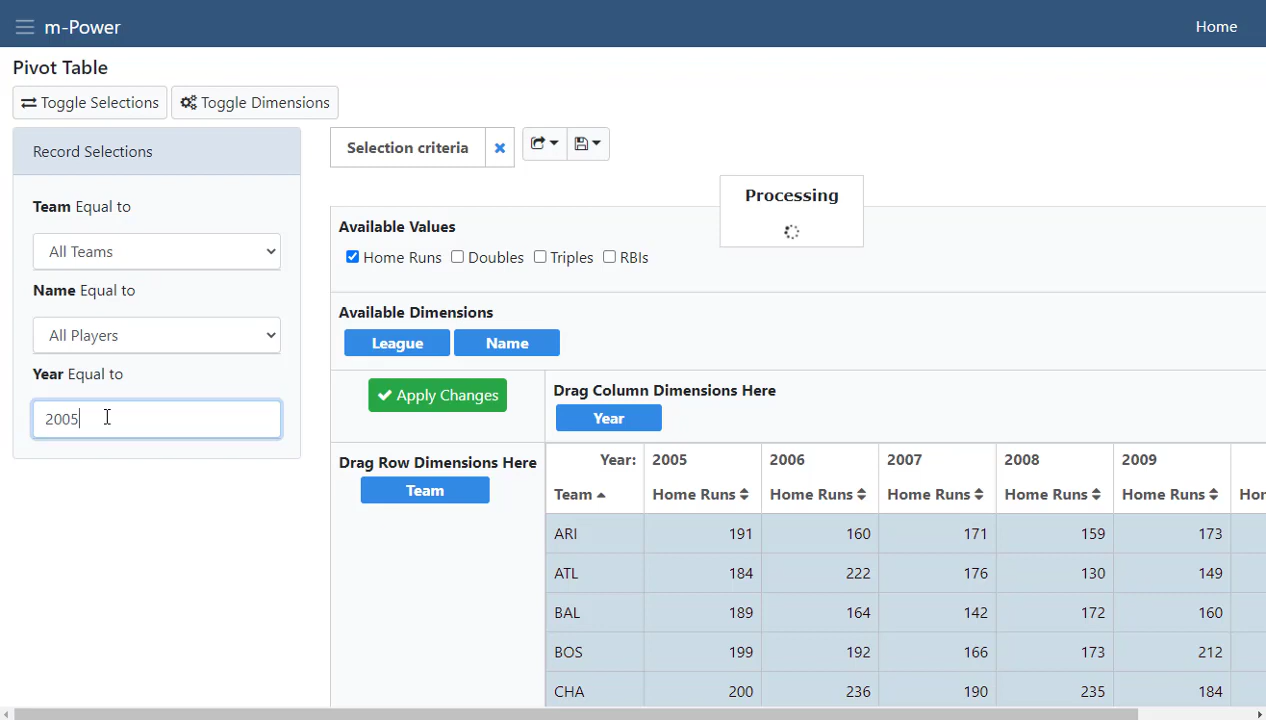 m-Power
Home
Pivot Table
Toggle Selections
Toggle Dimensions
Record Selections
Team Equal to
All Teams
Name Equal to
All Players
Year Equal to
2005
Selection criteria
Processing
Available Values
Home Runs Doubles Triples RBIs
Available Dimensions
League Name
Apply Changes
Drag Column Dimensions Here
Year
Drag Row Dimensions Here
Team
Year: 2005 2006 2007 2008 2009
Team Home Runs Home Runs Home Runs Home Runs Home Runs
ARI 191 160 171 159 173
ATL 184 222 176 130 149
BAL 189 164 142 172 160
BOS 199 192 166 173 212
CHA 200 236 190 235 184